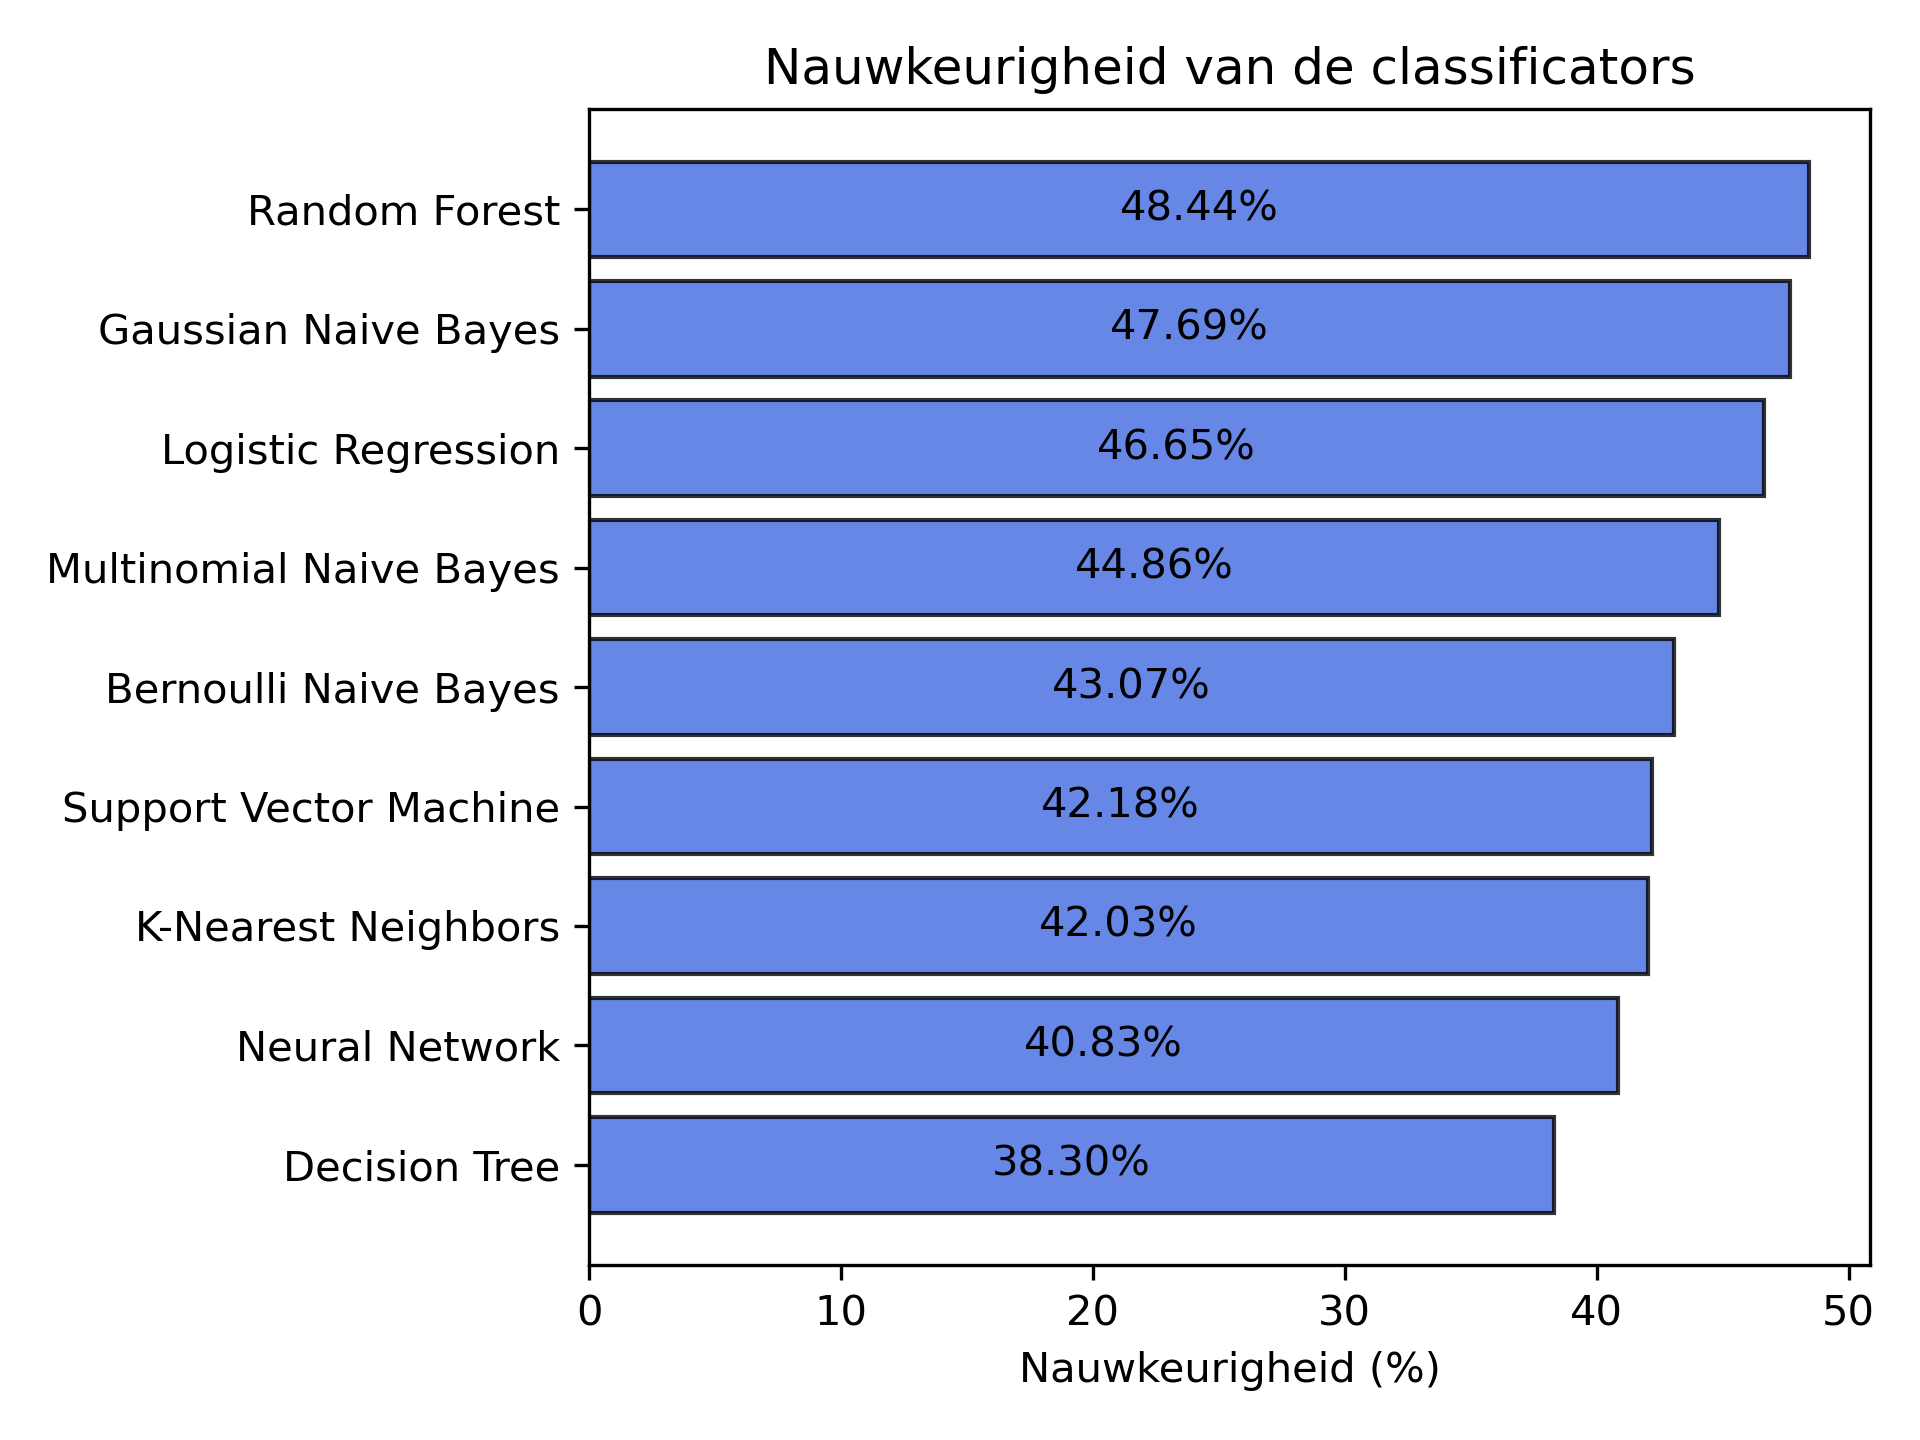 Nauwkeurigheid van de classificators
Random Forest
48.44%
Gaussian Naive Bayes
47.69%
Logistic Regression
46.65%
Multinomial Naive Bayes
44.86%
Bernoulli Naive Bayes
43.07%
Support Vector Machine
42.18%
K-Nearest Neighbors
42.03%
Neural Network
40.83%
Decision Tree
38.30%
0 10 20 30 40 50
Nauwkeurigheid (%)